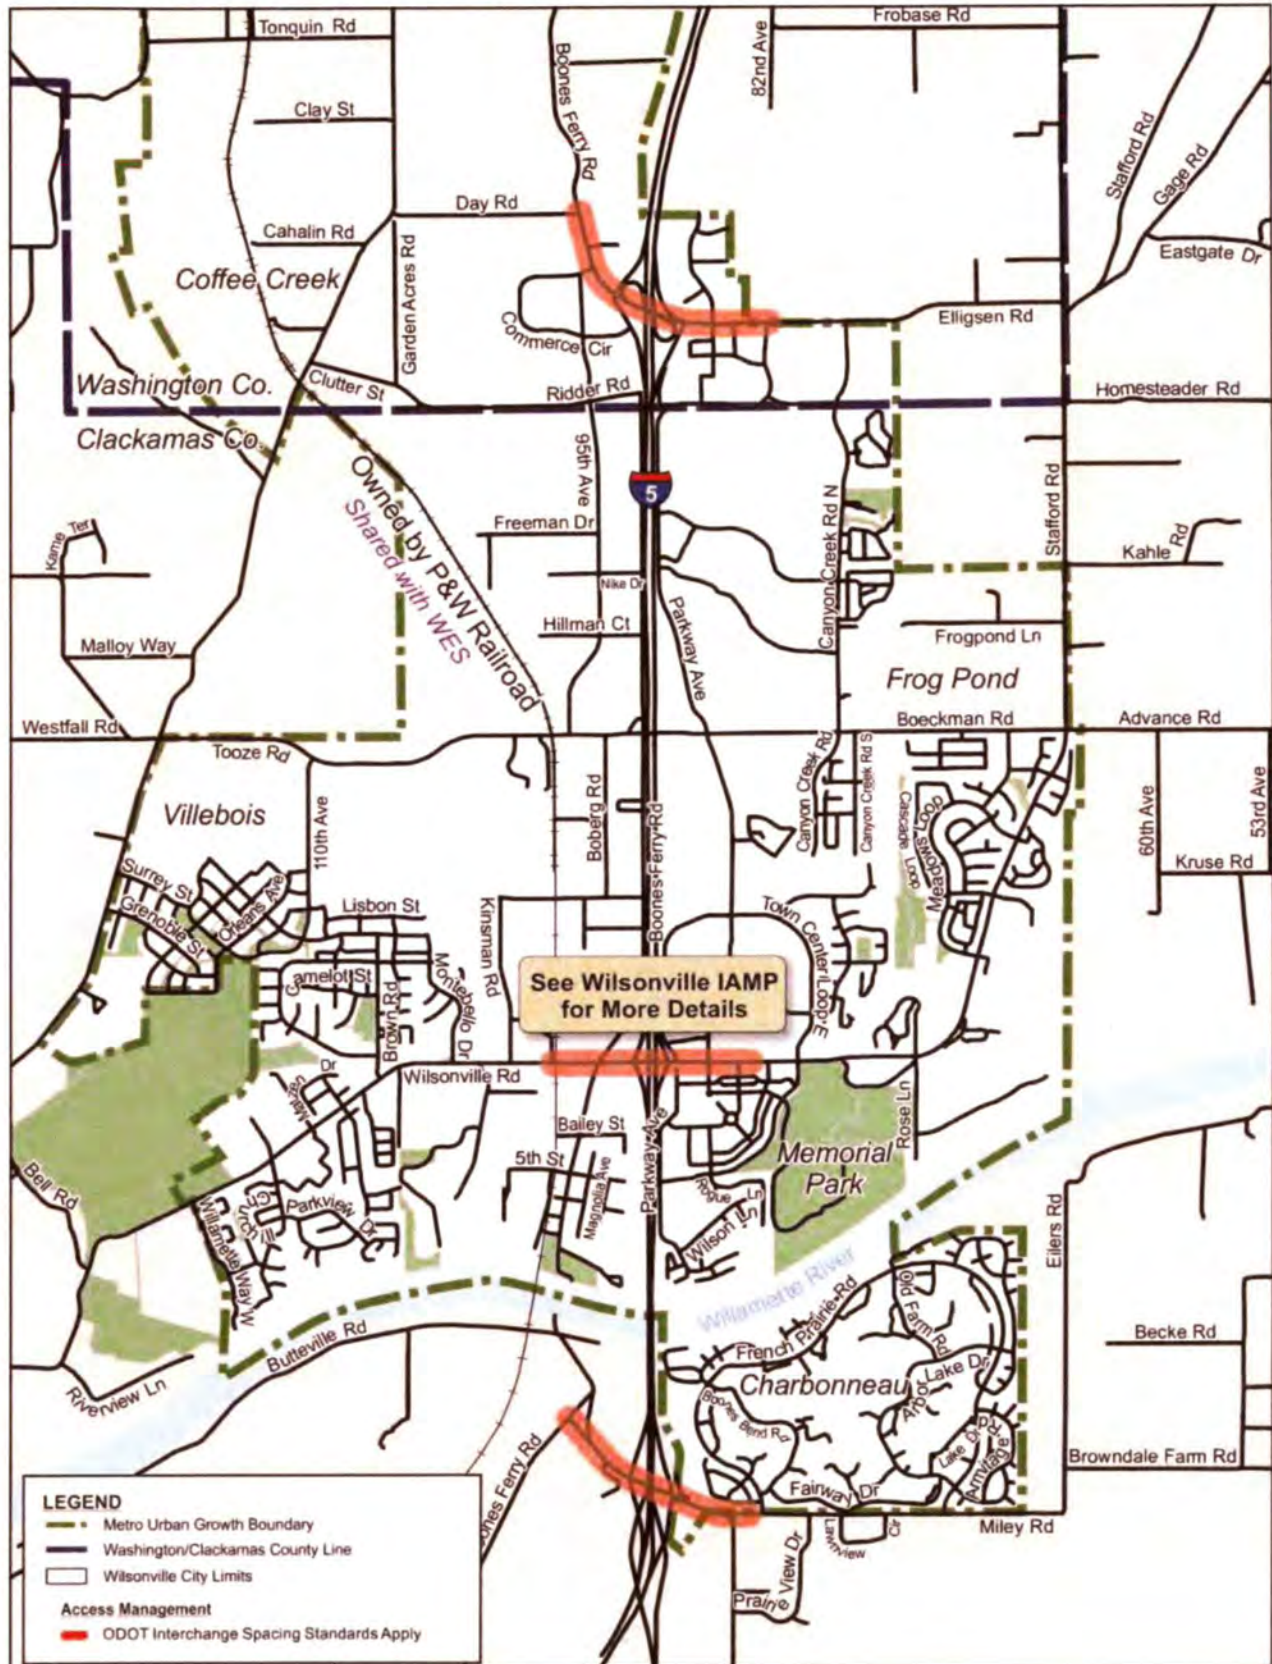 Tonquin Rd
Boones Ferry Rd
82nd Ave
Frobase Rd
Clay St
Stafford Rd
Gage Rd
Day Rd
Cahalin Rd
Coffee Creek
Garden Acres Rd
Eastgate Dr
Commerce Cir
Elligsen Rd
Washington Co.
Clutter St
Ridder Rd
Homesteader Rd
Clackamas Co.
95th Ave
5
Owned by P&W Railroad
Shared with WES
Freeman Dr
Canyon Creek Rd N
Stafford Rd
Kame Ter
Nike Dr
Kahle Rd
Hillman Ct
Parkway Ave
Malloy Way
Frogpond Ln
Frog Pond
Westfall Rd
Tooze Rd
Boeckman Rd
Advance Rd
Villebois
110th Ave
Boberg Rd
Boones Ferry Rd
Canyon Creek Rd
Canyon Creek Rd S
Cascade Loop
Meadows Loop
60th Ave
53rd Ave
Kruse Rd
Surrey St
Grenoble St
Orleans Ave
Lisbon St
Kinsman Rd
Town Center Loop E
Camelot St
Brown Rd
Montebello Dr
See Wilsonville IAMP
for More Details
Wilsonville Rd
Rose Ln
Bailey St
5th St
Magnolia Ave
Parkway Ave
Memorial
Park
Bell Rd
Willamette Way W
Churchill
Parkview Dr
Rogue Ln
Wilson Ln
Eilers Rd
Willamette River
Butteville Rd
Riverview Ln
French Prairie Rd
Old Farm Rd
Becke Rd
Charbonneau
Lake Dr
Arbor
Boones Bend Rd
Lake Dr
Armitage Rd
Browndale Farm Rd
ones Ferry Rd
Fairway Dr
Lawnview Cir
Miley Rd
Prairie View Dr
LEGEND
Metro Urban Growth Boundary
Washington/Clackamas County Line
Wilsonville City Limits
Access Management
ODOT Interchange Spacing Standards Apply